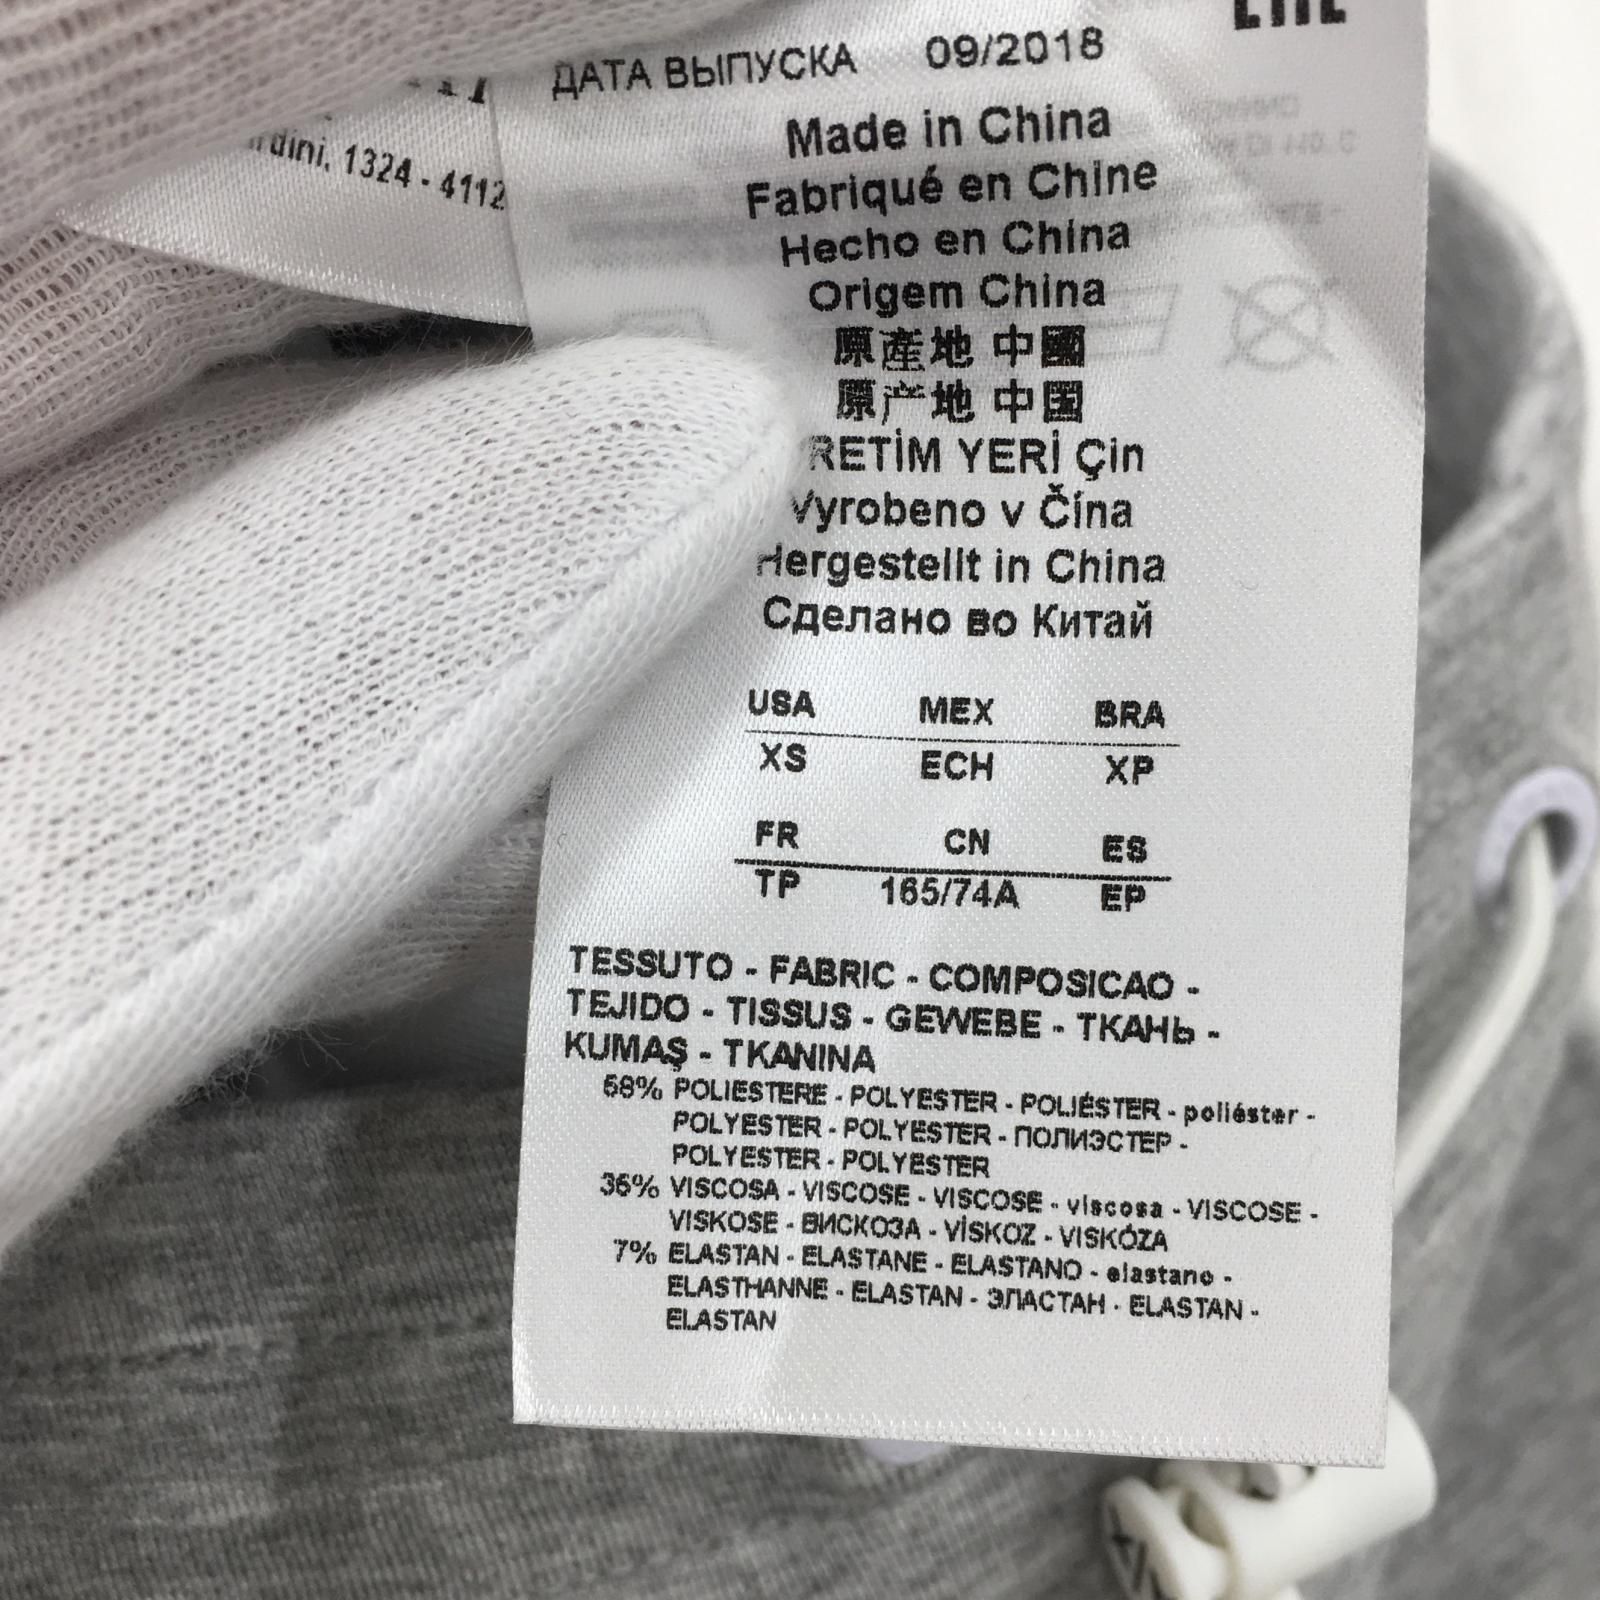 ДАТА ВЫПУСКА 09/2018
rdini, 1324 - 4112
Made in China
Fabriqué en Chine
Hecho en China
Origem China
原產地 中國
原产地 中国
RETİM YERİ Çin
Vyrobeno v Čína
Hergestellt in China
Сделано во Китай
USA MEX BRA
XS ECH XP
FR CN ES
TP 165/74A EP
TESSUTO - FABRIC - COMPOSICAO -
TEJIDO - TISSUS - GEWEBE - ТКАНЬ -
KUMAŞ - TKANINA
58% POLIESTERE - POLYESTER - POLIÉSTER - poliéster -
POLYESTER - POLYESTER - ПОЛИЭСТЕР -
POLYESTER - POLYESTER
35% VISCOSA - VISCOSE - VISCOSE - viscosa - VISCOSE -
VISKOSE - ВИСКОЗА - VİSKOZ - VISKÓZA
7% ELASTAN - ELASTANE - ELASTANO - elastano -
ELASTHANNE - ELASTAN - ЭЛАСТАН - ELASTAN -
ELASTAN